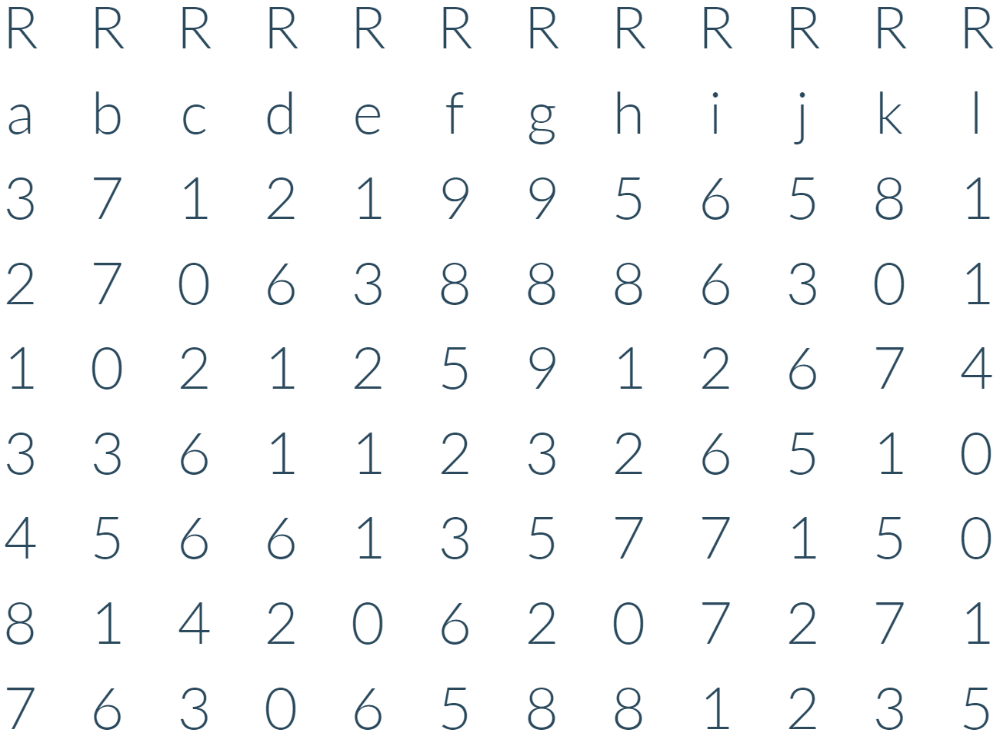 R R R R R R R R R R R R
a b c d e f g h i j k l
3 7 1 2 1 9 9 5 6 5 8 1
2 7 0 6 3 8 8 8 6 3 0 1
1 0 2 1 2 5 9 1 2 6 7 4
3 3 6 1 1 2 3 2 6 5 1 0
4 5 6 6 1 3 5 7 7 1 5 0
8 1 4 2 0 6 2 0 7 2 7 1
7 6 3 0 6 5 8 8 1 2 3 5